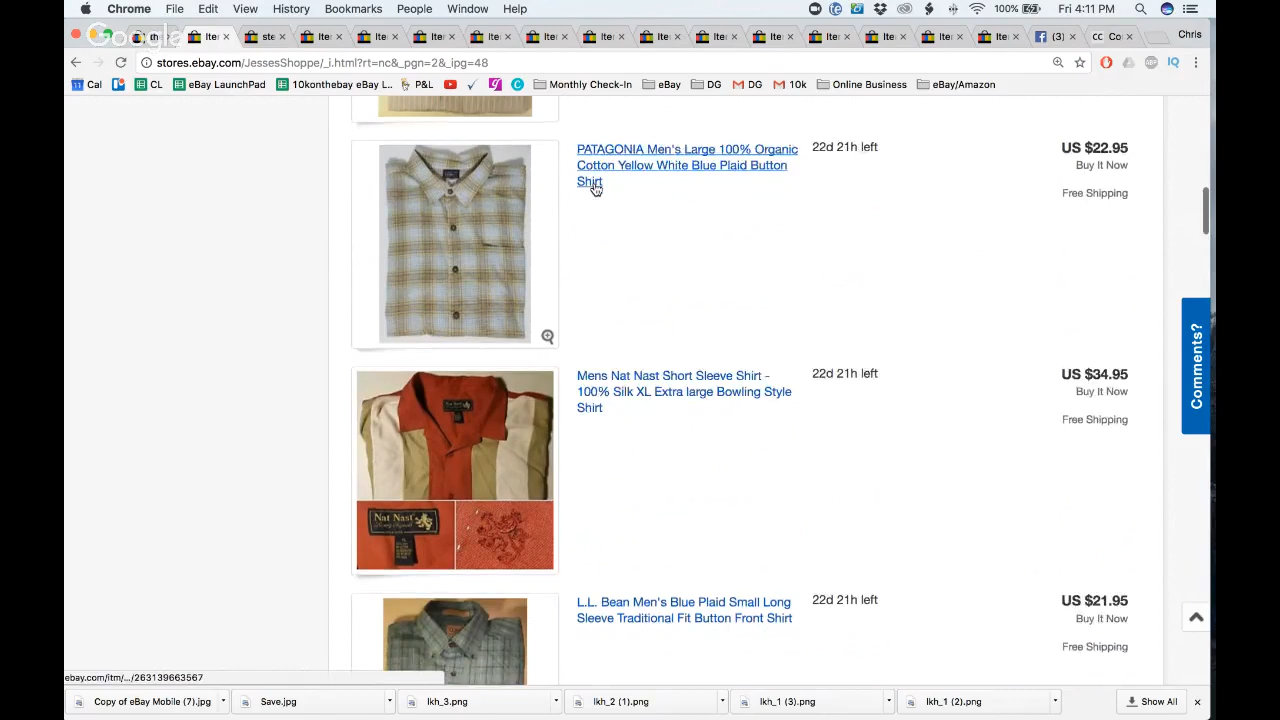 Chrome File Edit View History Bookmarks People Window Help 100% Fri 4:11 PM
Google
Ite ste Ite Ite Ite Ite Ite Ite Ite Ite Ite Ite Ite Ite (3) Co Chris
stores.ebay.com/JessesShoppe/_i.html?rt=nc&_pgn=2&_ipg=48
Cal CL eBay LaunchPad 10konthebay eBay L... P&L Monthly Check-In eBay DG DG 10k Online Business eBay/Amazon
PATAGONIA Men's Large 100% Organic
Cotton Yellow White Blue Plaid Button
Shirt
22d 21h left
US $22.95
Buy It Now
Free Shipping
Mens Nat Nast Short Sleeve Shirt -
100% Silk XL Extra large Bowling Style
Shirt
22d 21h left
US $34.95
Buy It Now
Free Shipping
Nat Nast
L.L. Bean Men's Blue Plaid Small Long
Sleeve Traditional Fit Button Front Shirt
22d 21h left
US $21.95
Buy It Now
Free Shipping
Comments?
ebay.com/itm/.../263139663567
Copy of eBay Mobile (7).jpg Save.jpg lkh_3.png lkh_2 (1).png lkh_1 (3).png lkh_1 (2).png Show All